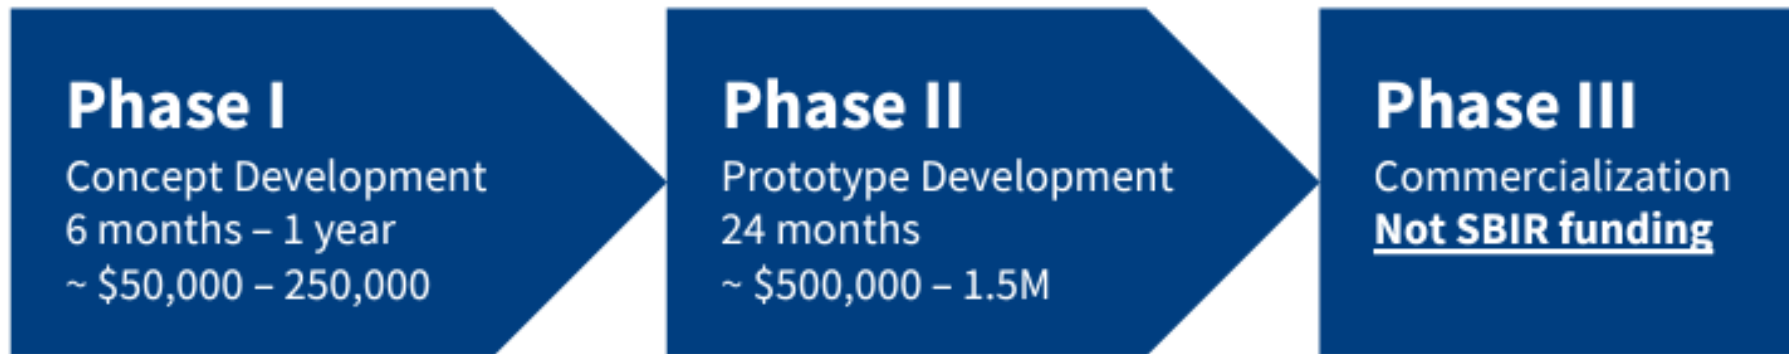 Phase I
Concept Development
6 months – 1 year
~ $50,000 – 250,000
Phase II
Prototype Development
24 months
~ $500,000 – 1.5M
Phase III
Commercialization
Not SBIR funding